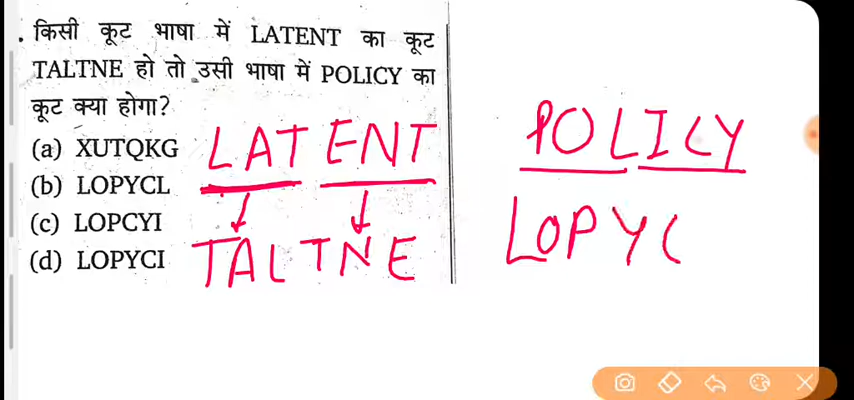 . किसी कूट भाषा में LATENT का कूट
TALTNE हो तो उसी भाषा में POLICY का
कूट क्या होगा?
(a) XUTQKG
(b) LOPYCL
(c) LOPCYI
(d) LOPYCI
LATENT
TALTNE
POLICY
LOPYC